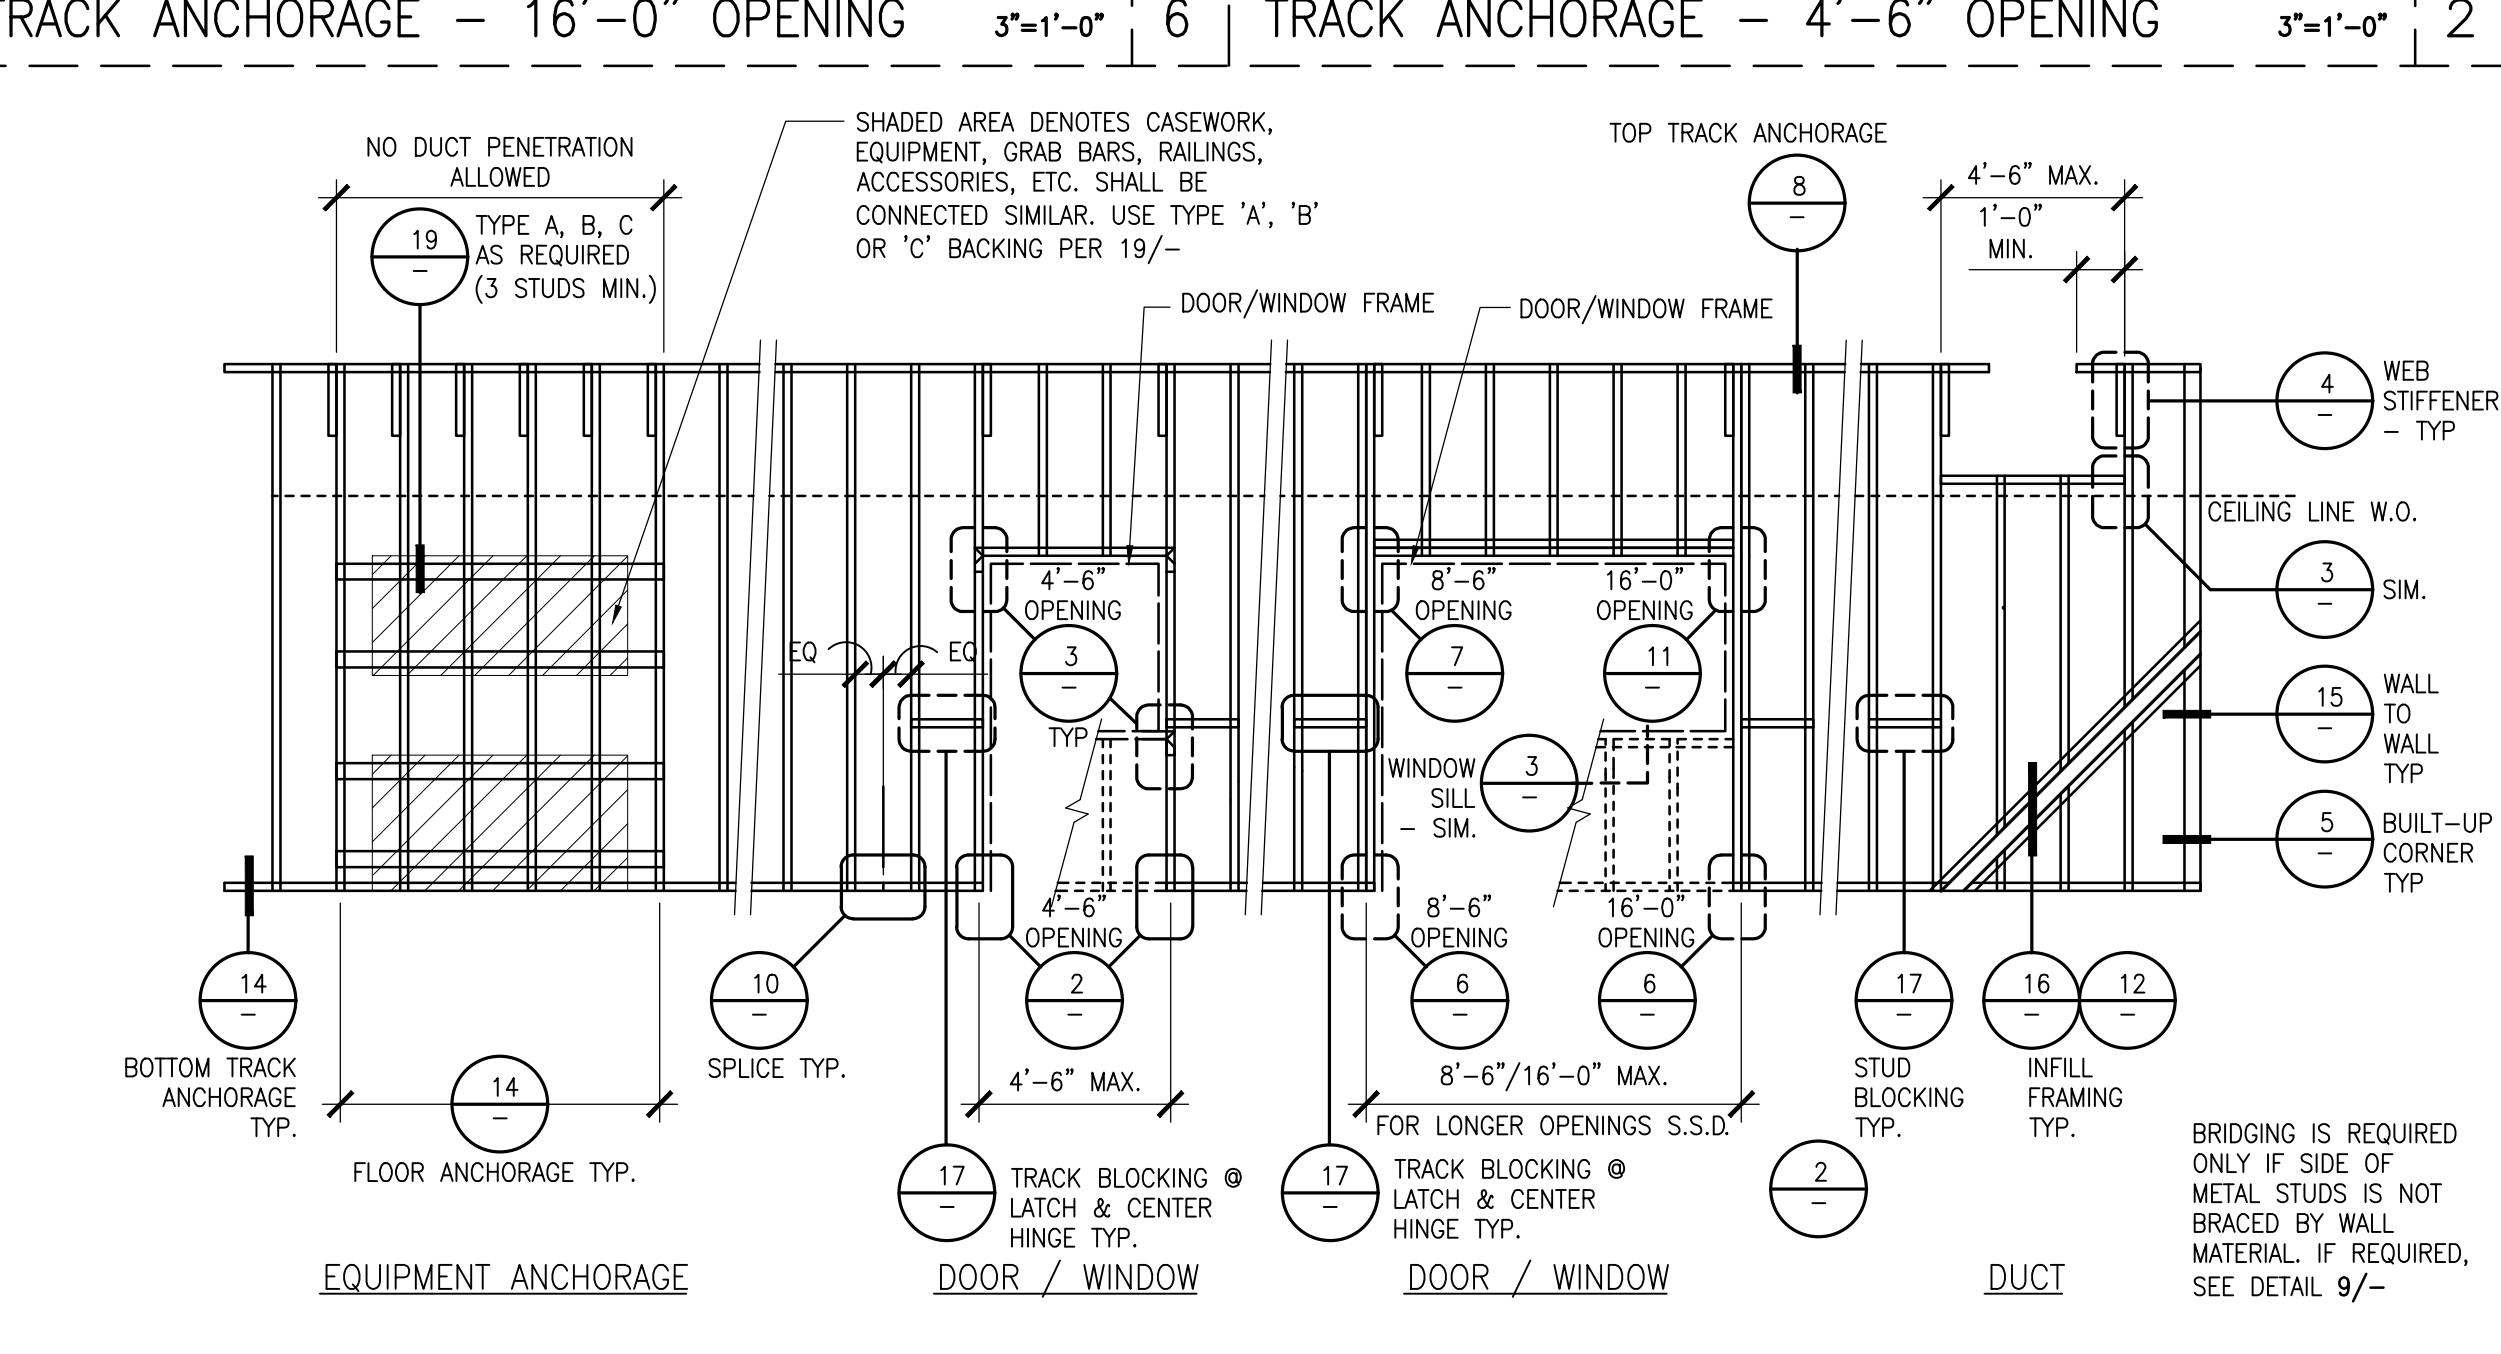 RACK ANCHORAGE - 16'-0" OPENING
3"=1'-0"
6
TRACK ANCHORAGE - 4'-6" OPENING
3"=1'-0"
2
NO DUCT PENETRATION
ALLOWED
19
-
TYPE A, B, C
AS REQUIRED
(3 STUDS MIN.)
SHADED AREA DENOTES CASEWORK,
EQUIPMENT, GRAB BARS, RAILINGS,
ACCESSORIES, ETC. SHALL BE
CONNECTED SIMILAR. USE TYPE 'A', 'B'
OR 'C' BACKING PER 19/-
DOOR/WINDOW FRAME
DOOR/WINDOW FRAME
TOP TRACK ANCHORAGE
8
-
4'-6" MAX.
1'-0"
MIN.
4
-
WEB
STIFFENER
- TYP
CEILING LINE W.O.
3
-
SIM.
15
-
WALL
TO
WALL
TYP
5
-
BUILT-UP
CORNER
TYP
4'-6"
OPENING
3
-
TYP
EQ
EQ
8'-6"
OPENING
7
-
16'-0"
OPENING
11
-
WINDOW
SILL
- SIM.
3
-
4'-6"
OPENING
2
-
8'-6"
OPENING
6
-
16'-0"
OPENING
6
-
14
-
BOTTOM TRACK
ANCHORAGE
TYP.
14
-
FLOOR ANCHORAGE TYP.
10
-
SPLICE TYP.
4'-6" MAX.
8'-6"/16'-0" MAX.
FOR LONGER OPENINGS S.S.D.
17
-
STUD
BLOCKING
TYP.
16
-
12
-
INFILL
FRAMING
TYP.
17
-
TRACK BLOCKING @
LATCH & CENTER
HINGE TYP.
17
-
TRACK BLOCKING @
LATCH & CENTER
HINGE TYP.
2
-
BRIDGING IS REQUIRED
ONLY IF SIDE OF
METAL STUDS IS NOT
BRACED BY WALL
MATERIAL. IF REQUIRED,
SEE DETAIL 9/-
EQUIPMENT ANCHORAGE
DOOR / WINDOW
DOOR / WINDOW
DUCT